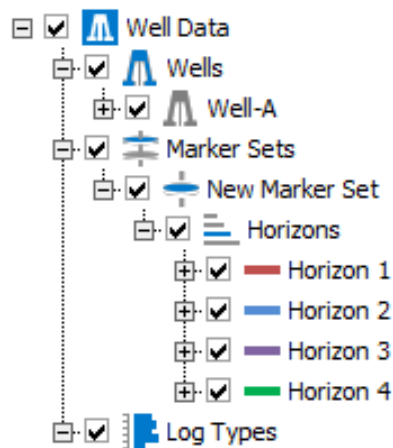 Well Data
Wells
Well-A
Marker Sets
New Marker Set
Horizons
Horizon 1
Horizon 2
Horizon 3
Horizon 4
Log Types